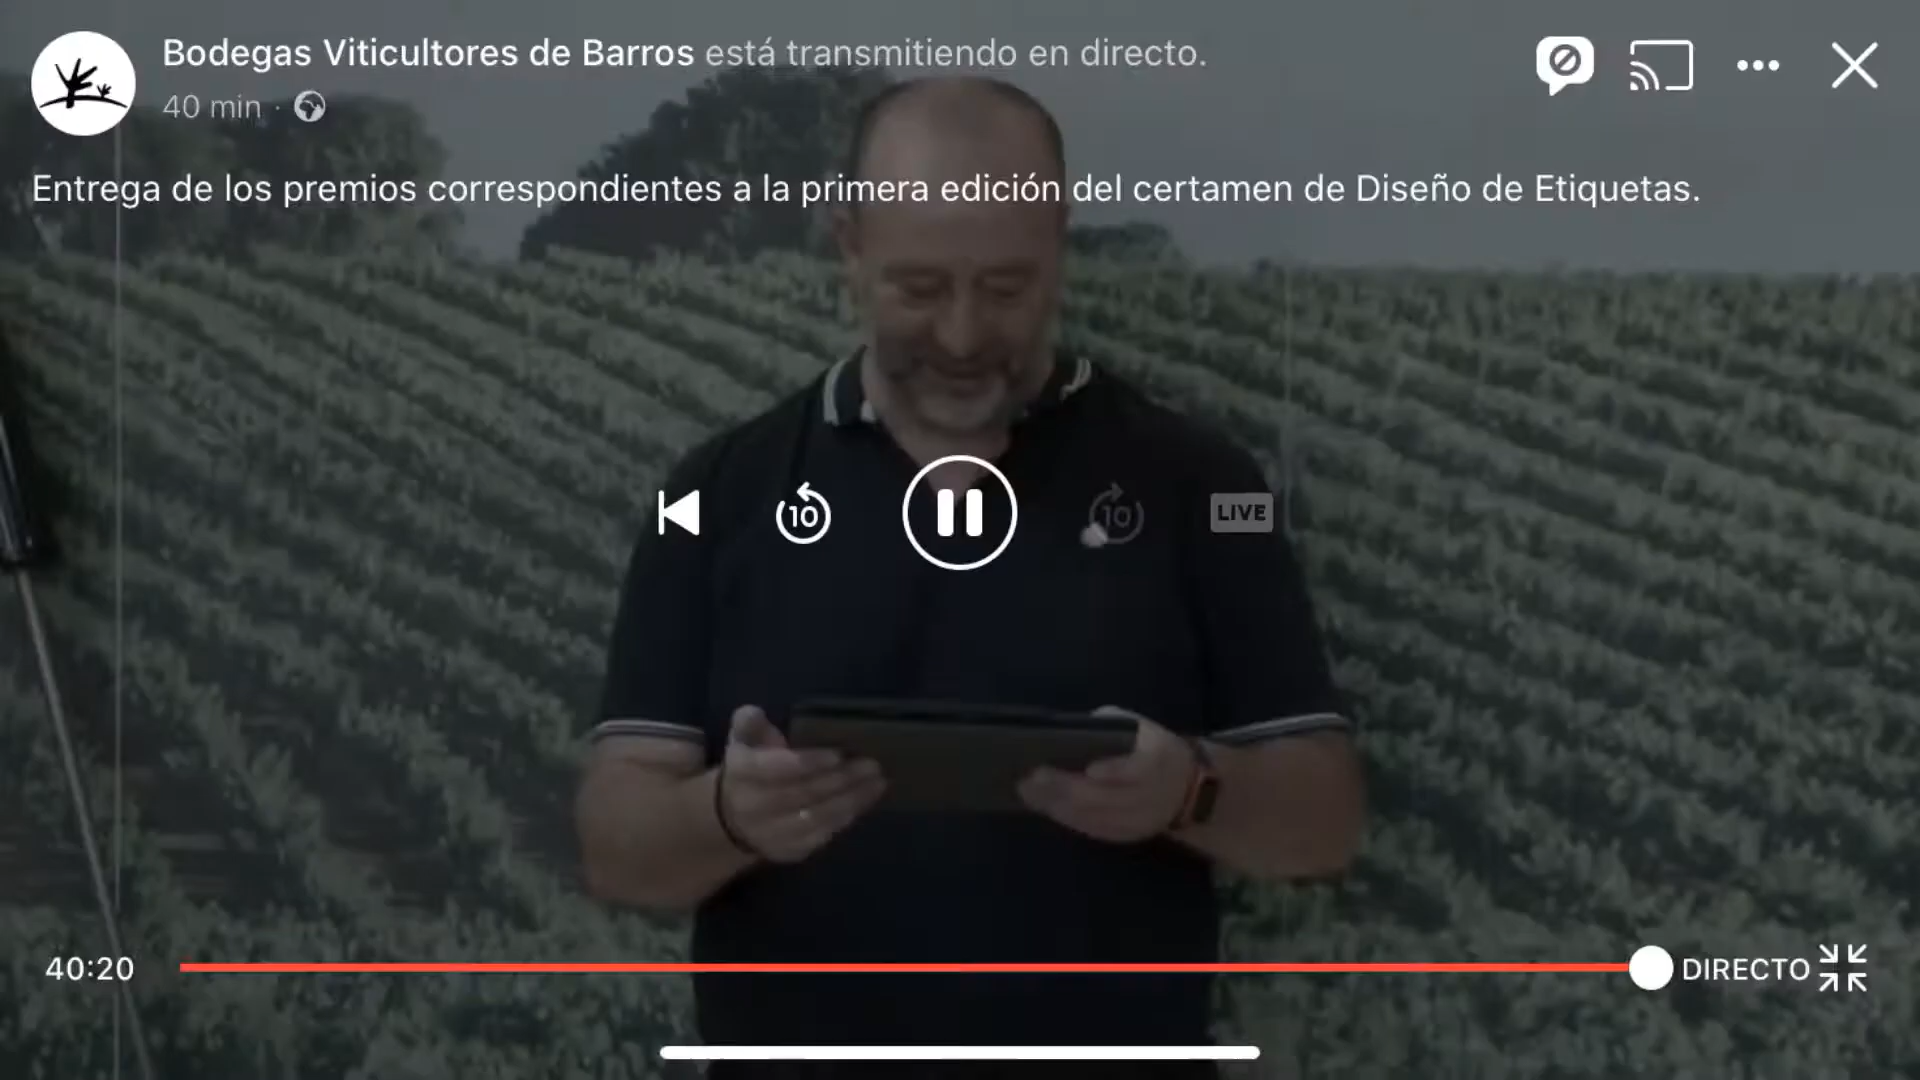 Bodegas Viticultores de Barros está transmitiendo en directo.
40 min ·
Entrega de los premios correspondientes a la primera edición del certamen de Diseño de Etiquetas.
10
10
LIVE
40:20
DIRECTO